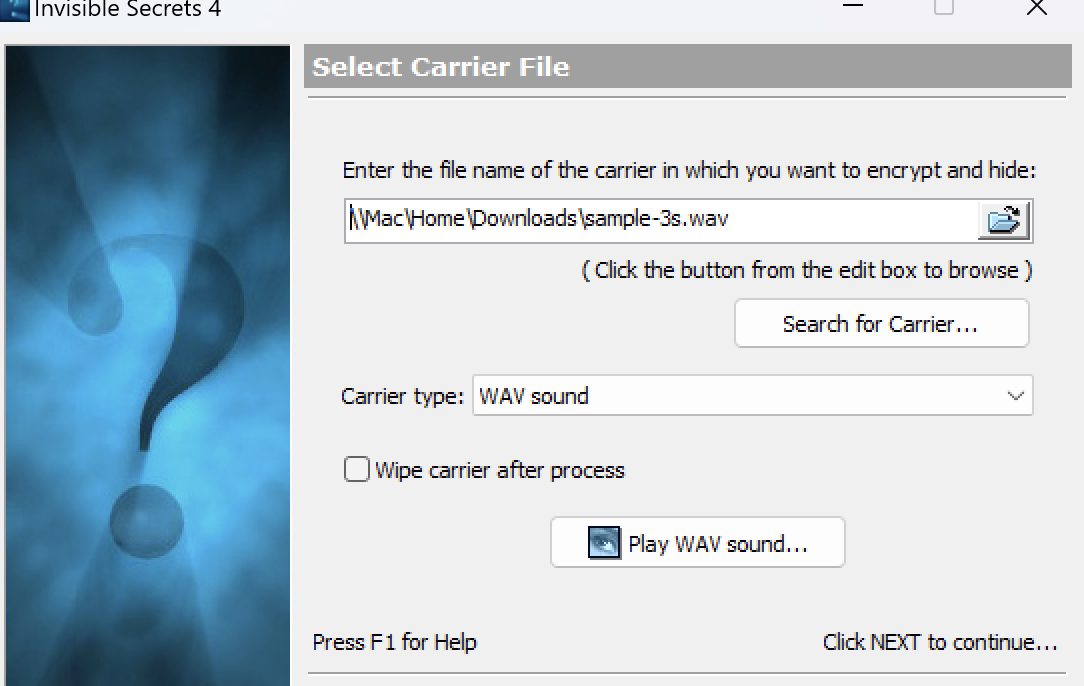 Invisible Secrets 4
Select Carrier File
Enter the file name of the carrier in which you want to encrypt and hide:
\\Mac\Home\Downloads\sample-3s.wav
( Click the button from the edit box to browse )
Search for Carrier...
Carrier type: WAV sound
Wipe carrier after process
Play WAV sound...
Press F1 for Help
Click NEXT to continue...